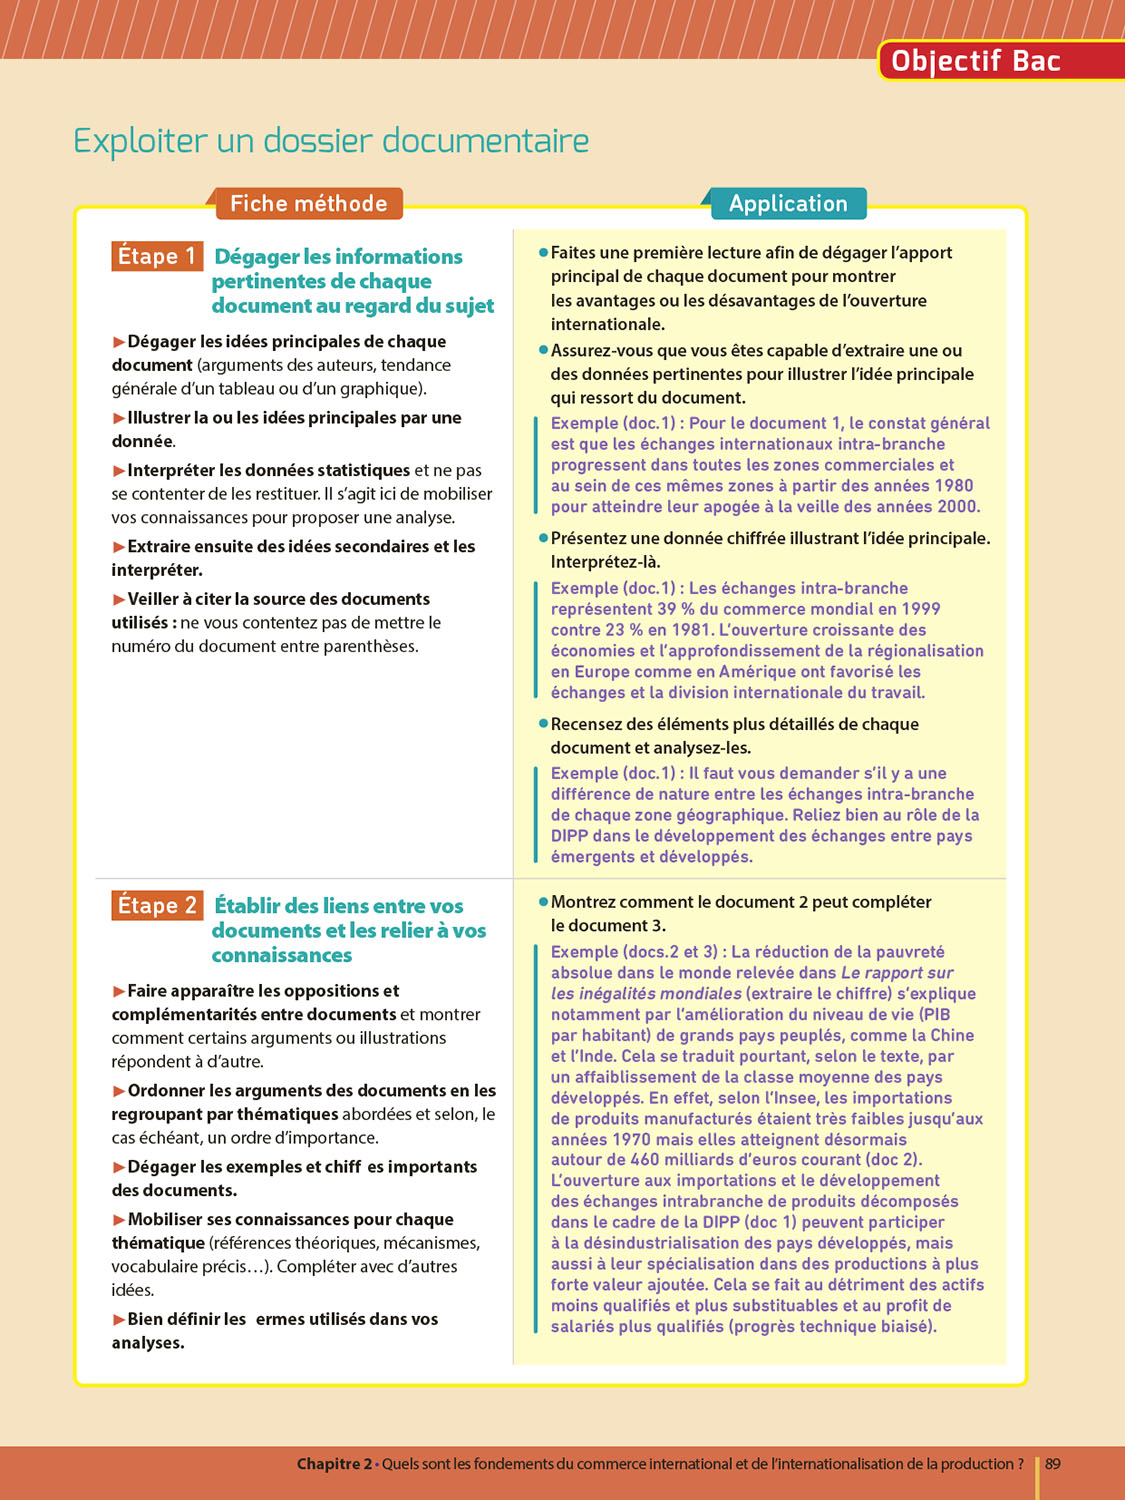 Objectif Bac
Exploiter un dossier documentaire
Fiche méthode
Étape 1 Dégager les informations
pertinentes de chaque
document au regard du sujet
►Dégager les idées principales de chaque
document (arguments des auteurs, tendance
générale d’un tableau ou d’un graphique).
►Illustrer la ou les idées principales par une
donnée.
►Interpréter les données statistiques et ne pas
se contenter de les restituer. Il s’agit ici de mobiliser
vos connaissances pour proposer une analyse.
►Extraire ensuite des idées secondaires et les
interpréter.
►Veiller à citer la source des documents
utilisés : ne vous contentez pas de mettre le
numéro du document entre parenthèses.
Application
●Faites une première lecture afin de dégager l’apport
principal de chaque document pour montrer
les avantages ou les désavantages de l’ouverture
internationale.
●Assurez-vous que vous êtes capable d’extraire une ou
des données pertinentes pour illustrer l’idée principale
qui ressort du document.
Exemple (doc.1) : Pour le document 1, le constat général
est que les échanges internationaux intra-branche
progressent dans toutes les zones commerciales et
au sein de ces mêmes zones à partir des années 1980
pour atteindre leur apogée à la veille des années 2000.
●Présentez une donnée chiffrée illustrant l’idée principale.
Interprétez-là.
Exemple (doc.1) : Les échanges intra-branche
représentent 39 % du commerce mondial en 1999
contre 23 % en 1981. L’ouverture croissante des
économies et l’approfondissement de la régionalisation
en Europe comme en Amérique ont favorisé les
échanges et la division internationale du travail.
●Recensez des éléments plus détaillés de chaque
document et analysez-les.
Exemple (doc.1) : Il faut vous demander s’il y a une
différence de nature entre les échanges intra-branche
de chaque zone géographique. Reliez bien au rôle de la
DIPP dans le développement des échanges entre pays
émergents et développés.
Étape 2 Établir des liens entre vos
documents et les relier à vos
connaissances
►Faire apparaître les oppositions et
complémentarités entre documents et montrer
comment certains arguments ou illustrations
répondent à d’autre.
►Ordonner les arguments des documents en les
regroupant par thématiques abordées et selon, le
cas échéant, un ordre d’importance.
►Dégager les exemples et chiff es importants
des documents.
►Mobiliser ses connaissances pour chaque
thématique (références théoriques, mécanismes,
vocabulaire précis…). Compléter avec d’autres
idées.
►Bien définir les ermes utilisés dans vos
analyses.
●Montrez comment le document 2 peut compléter
le document 3.
Exemple (docs.2 et 3) : La réduction de la pauvreté
absolue dans le monde relevée dans Le rapport sur
les inégalités mondiales (extraire le chiffre) s’explique
notamment par l’amélioration du niveau de vie (PIB
par habitant) de grands pays peuplés, comme la Chine
et l’Inde. Cela se traduit pourtant, selon le texte, par
un affaiblissement de la classe moyenne des pays
développés. En effet, selon l’Insee, les importations
de produits manufacturés étaient très faibles jusqu’aux
années 1970 mais elles atteignent désormais
autour de 460 milliards d’euros courant (doc 2).
L’ouverture aux importations et le développement
des échanges intrabranche de produits décomposés
dans le cadre de la DIPP (doc 1) peuvent participer
à la désindustrialisation des pays développés, mais
aussi à leur spécialisation dans des productions à plus
forte valeur ajoutée. Cela se fait au détriment des actifs
moins qualifiés et plus substituables et au profit de
salariés plus qualifiés (progrès technique biaisé).
Chapitre 2 • Quels sont les fondements du commerce international et de l’internationalisation de la production ? 89